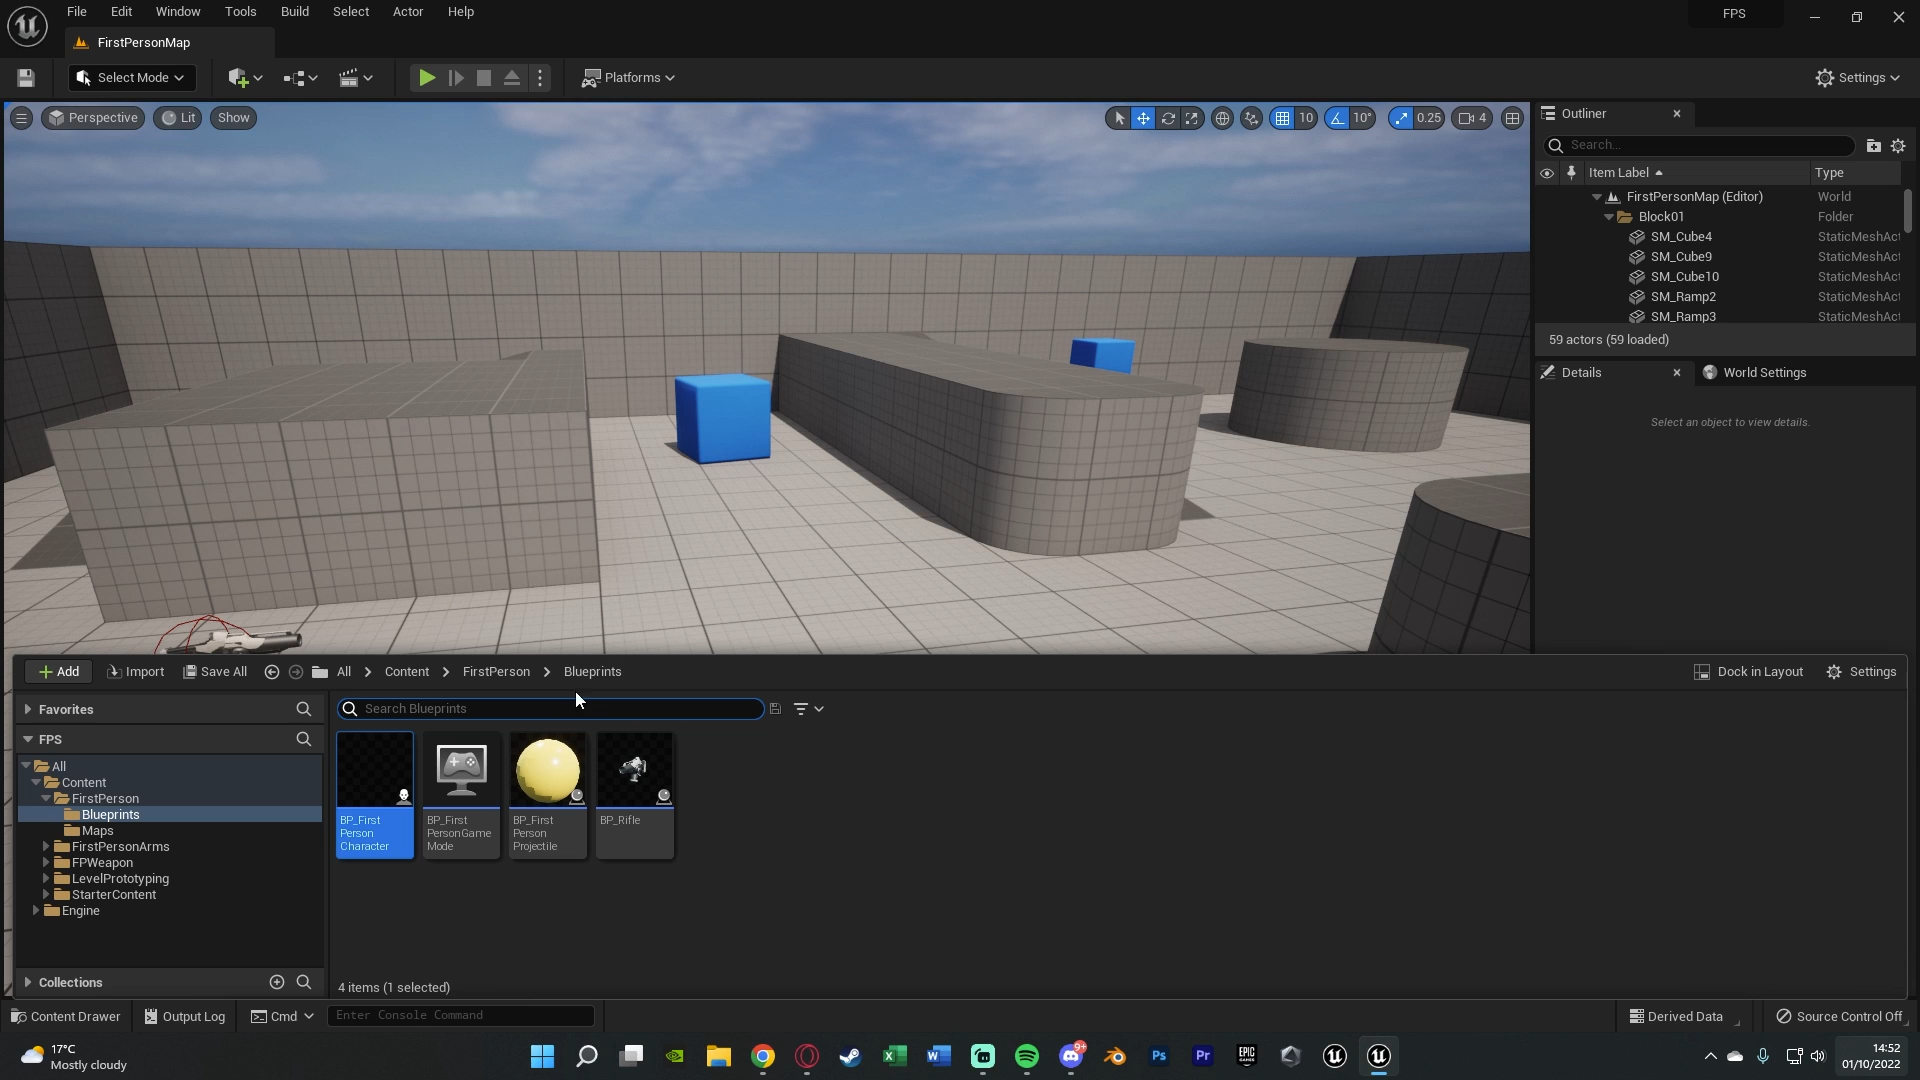 File Edit Window Tools Build Select Actor Help
FPS
FirstPersonMap
Select Mode
Platforms
Settings
Perspective Lit Show
10 10° 0.25 4
Outliner
Search...
Item Label Type
FirstPersonMap (Editor) World
Block01 Folder
SM_Cube4 StaticMeshAct
SM_Cube9 StaticMeshAct
SM_Cube10 StaticMeshAct
SM_Ramp2 StaticMeshAct
SM_Ramp3 StaticMeshAct
59 actors (59 loaded)
Details World Settings
Select an object to view details.
Add Import Save All All Content FirstPerson Blueprints
Dock in Layout Settings
Favorites
Search Blueprints
FPS
All
Content
FirstPerson
Blueprints
Maps
FirstPersonArms
FPWeapon
LevelPrototyping
StarterContent
Engine
Collections
BP_First
Person
Character
BP_First
PersonGame
Mode
BP_First
Person
Projectile
BP_Rifle
4 items (1 selected)
Content Drawer Output Log Cmd Enter Console Command
Derived Data Source Control Off
17°C
Mostly cloudy
9+
Ps
Pr
EPIC
GAMES
14:52
01/10/2022